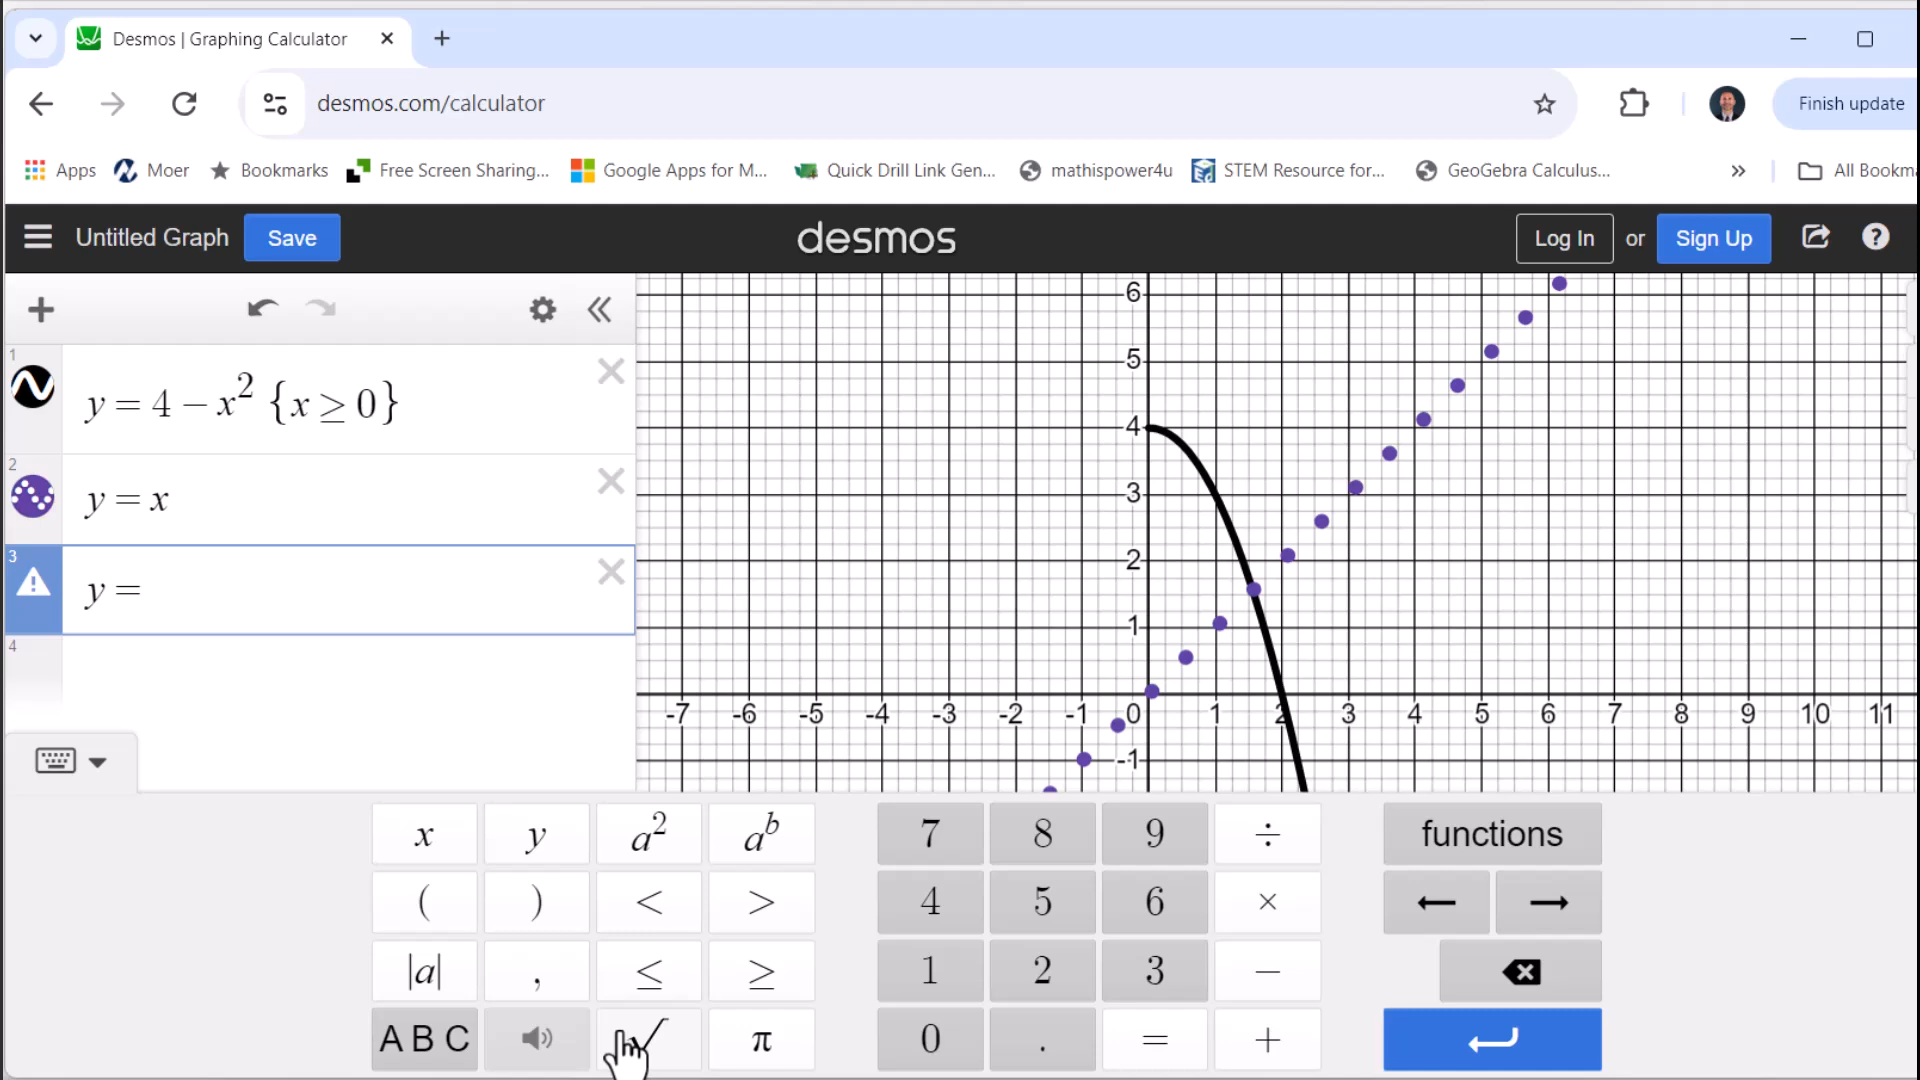 Desmos | Graphing Calculator
desmos.com/calculator
Finish update
Apps Moer Bookmarks Free Screen Sharing... Google Apps for M... Quick Drill Link Gen... mathispower4u STEM Resource for... GeoGebra Calculus... » All Bookma
Untitled Graph Save desmos Log In or Sign Up ?
1
y = 4 − x² {x ≥ 0}
2
y = x
3
y =
4
6
5
4
3
2
1
-7 -6 -5 -4 -3 -2 -1 0 1 2 3 4 5 6 7 8 9 10 11
-1
x y a² aᵇ 7 8 9 ÷ functions
( ) < > 4 5 6 × ← →
|a| , ≤ ≥ 1 2 3 −
A B C √ π 0 . = +